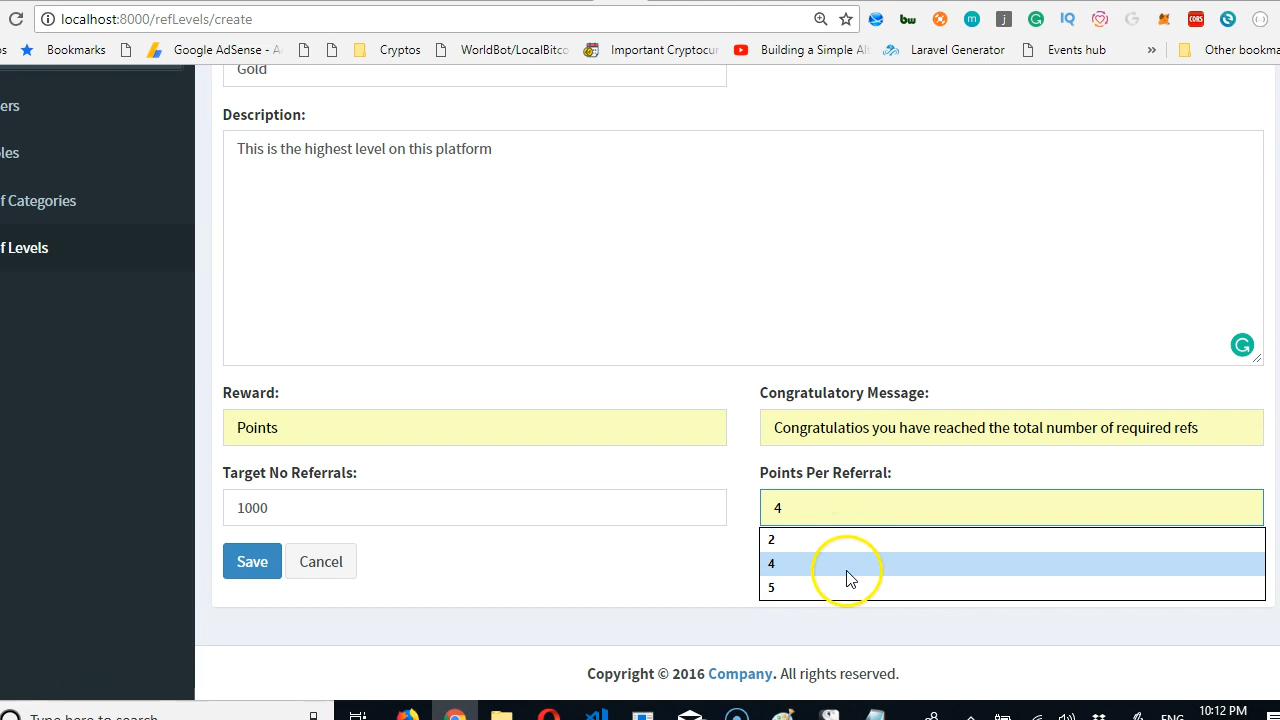 localhost:8000/refLevels/create
Bookmarks Google AdSense - A Cryptos WorldBot/LocalBitco Important Cryptocur Building a Simple Al Laravel Generator Events hub » Other bookma
ers
Gold
Description:
This is the highest level on this platform
les
f Categories
f Levels
Reward:
Congratulatory Message:
Points
Congratulatios you have reached the total number of required refs
Target No Referrals:
Points Per Referral:
1000
4
2
4
5
Save
Cancel
Copyright © 2016 Company. All rights reserved.
Type here to search
ENG
10:12 PM